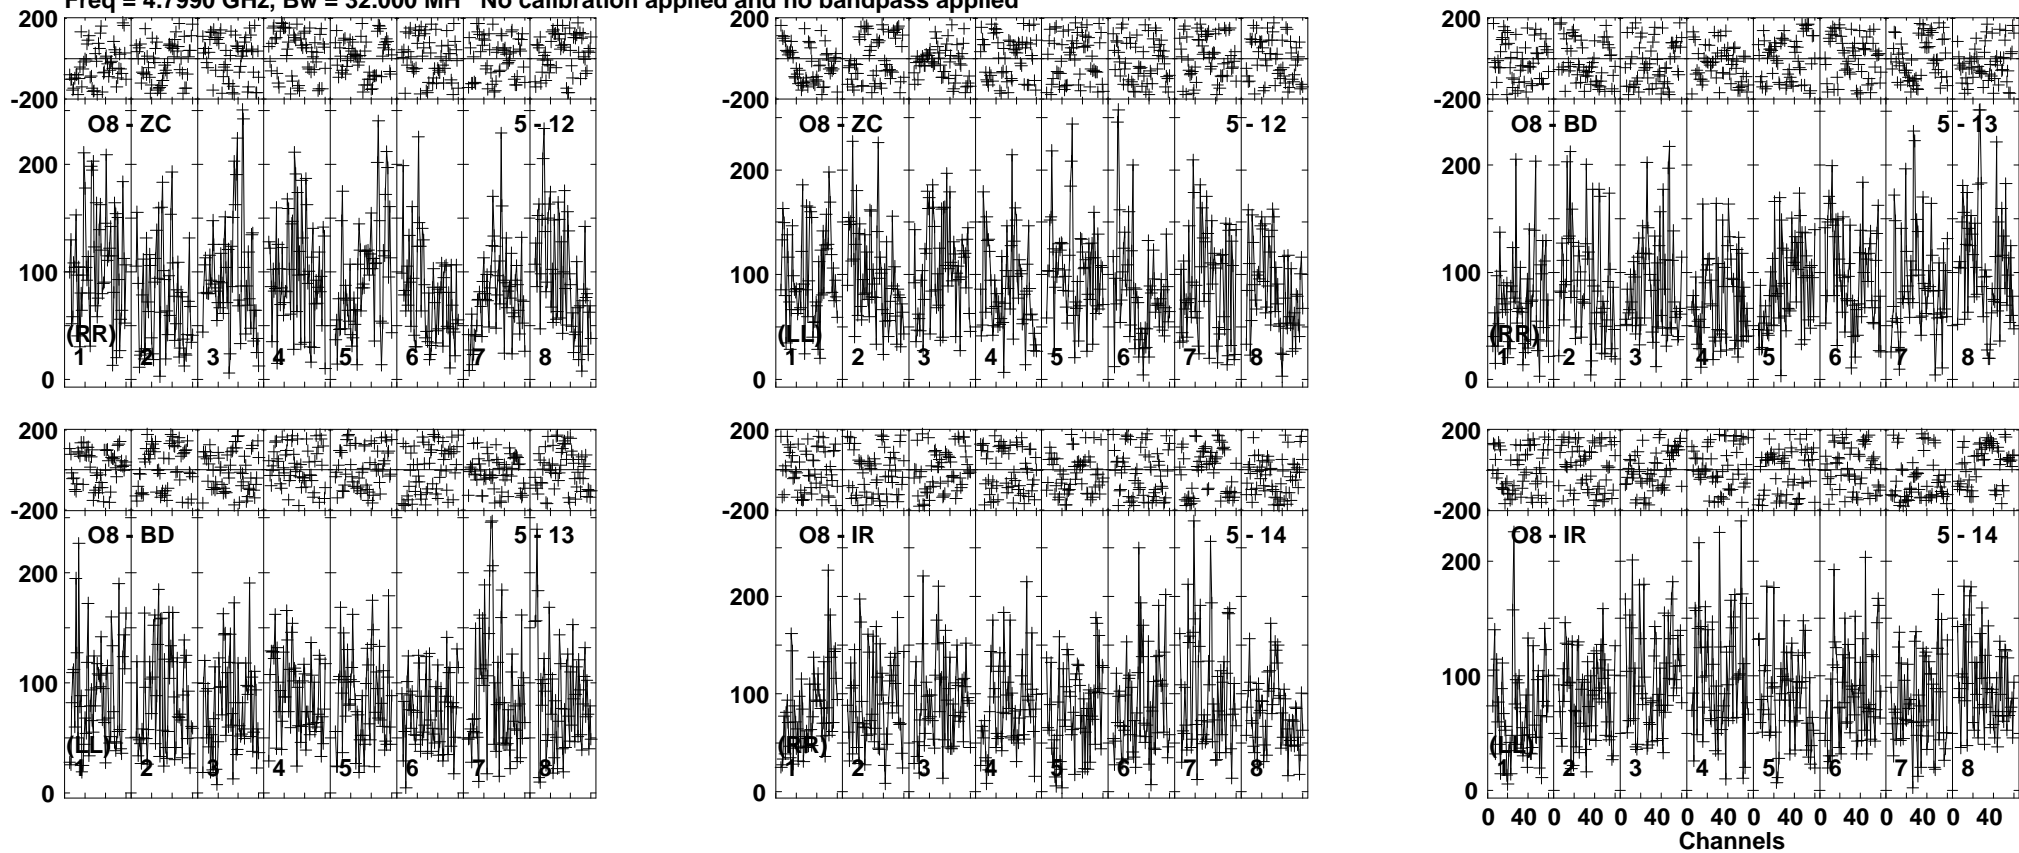 Freq = 4.7990 GHz, Bw = 32.000 MH   No calibration applied and no bandpass applied
200 200 200
-200 -200 -200
O8 - ZC 5 - 12 O8 - ZC 5 - 12 O8 - BD 5 - 13
200 200 200
100 100 100
(RR) (LL) (RR)
1 2 3 4 5 6 7 8 1 2 3 4 5 6 7 8 1 2 3 4 5 6 7 8
0 0 0
200 200 200
-200 -200 -200
O8 - BD 5 - 13 O8 - IR 5 - 14 O8 - IR 5 - 14
200 200 200
100 100 100
(LL) (RR) (LL)
1 2 3 4 5 6 7 8 1 2 3 4 5 6 7 8 1 2 3 4 5 6 7 8
0 0 0
0 40 0 40 0 40 0 40 0 40 0 40 0 40 0 40
Channels